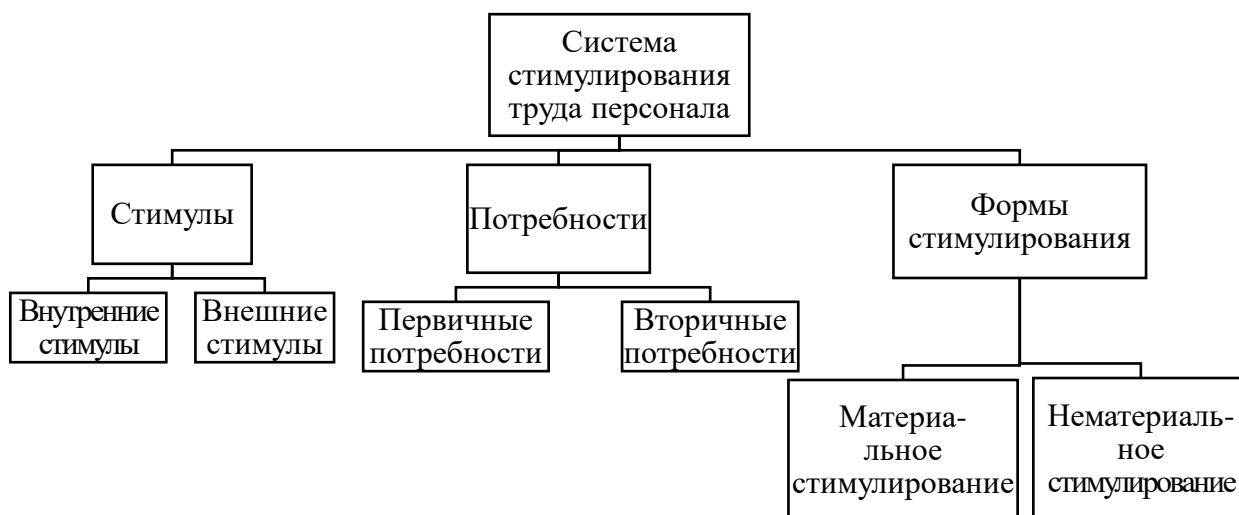 Система
стимулирования
труда персонала
Стимулы
Потребности
Формы
стимулирования
Внутренние
стимулы
Внешние
стимулы
Первичные
потребности
Вторичные
потребности
Материа-
льное
стимулирование
Нематериаль-
ное
стимулирование